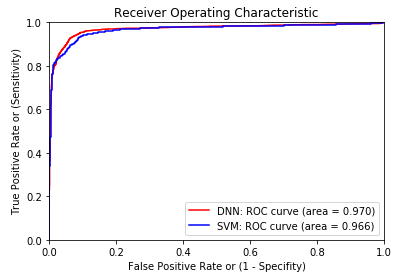 Receiver Operating Characteristic
True Positive Rate or (Sensitivity)
1.0
0.8
0.6
0.4
0.2
0.0
DNN: ROC curve (area = 0.970)
SVM: ROC curve (area = 0.966)
0.0 0.2 0.4 0.6 0.8 1.0
False Positive Rate or (1 - Specifity)